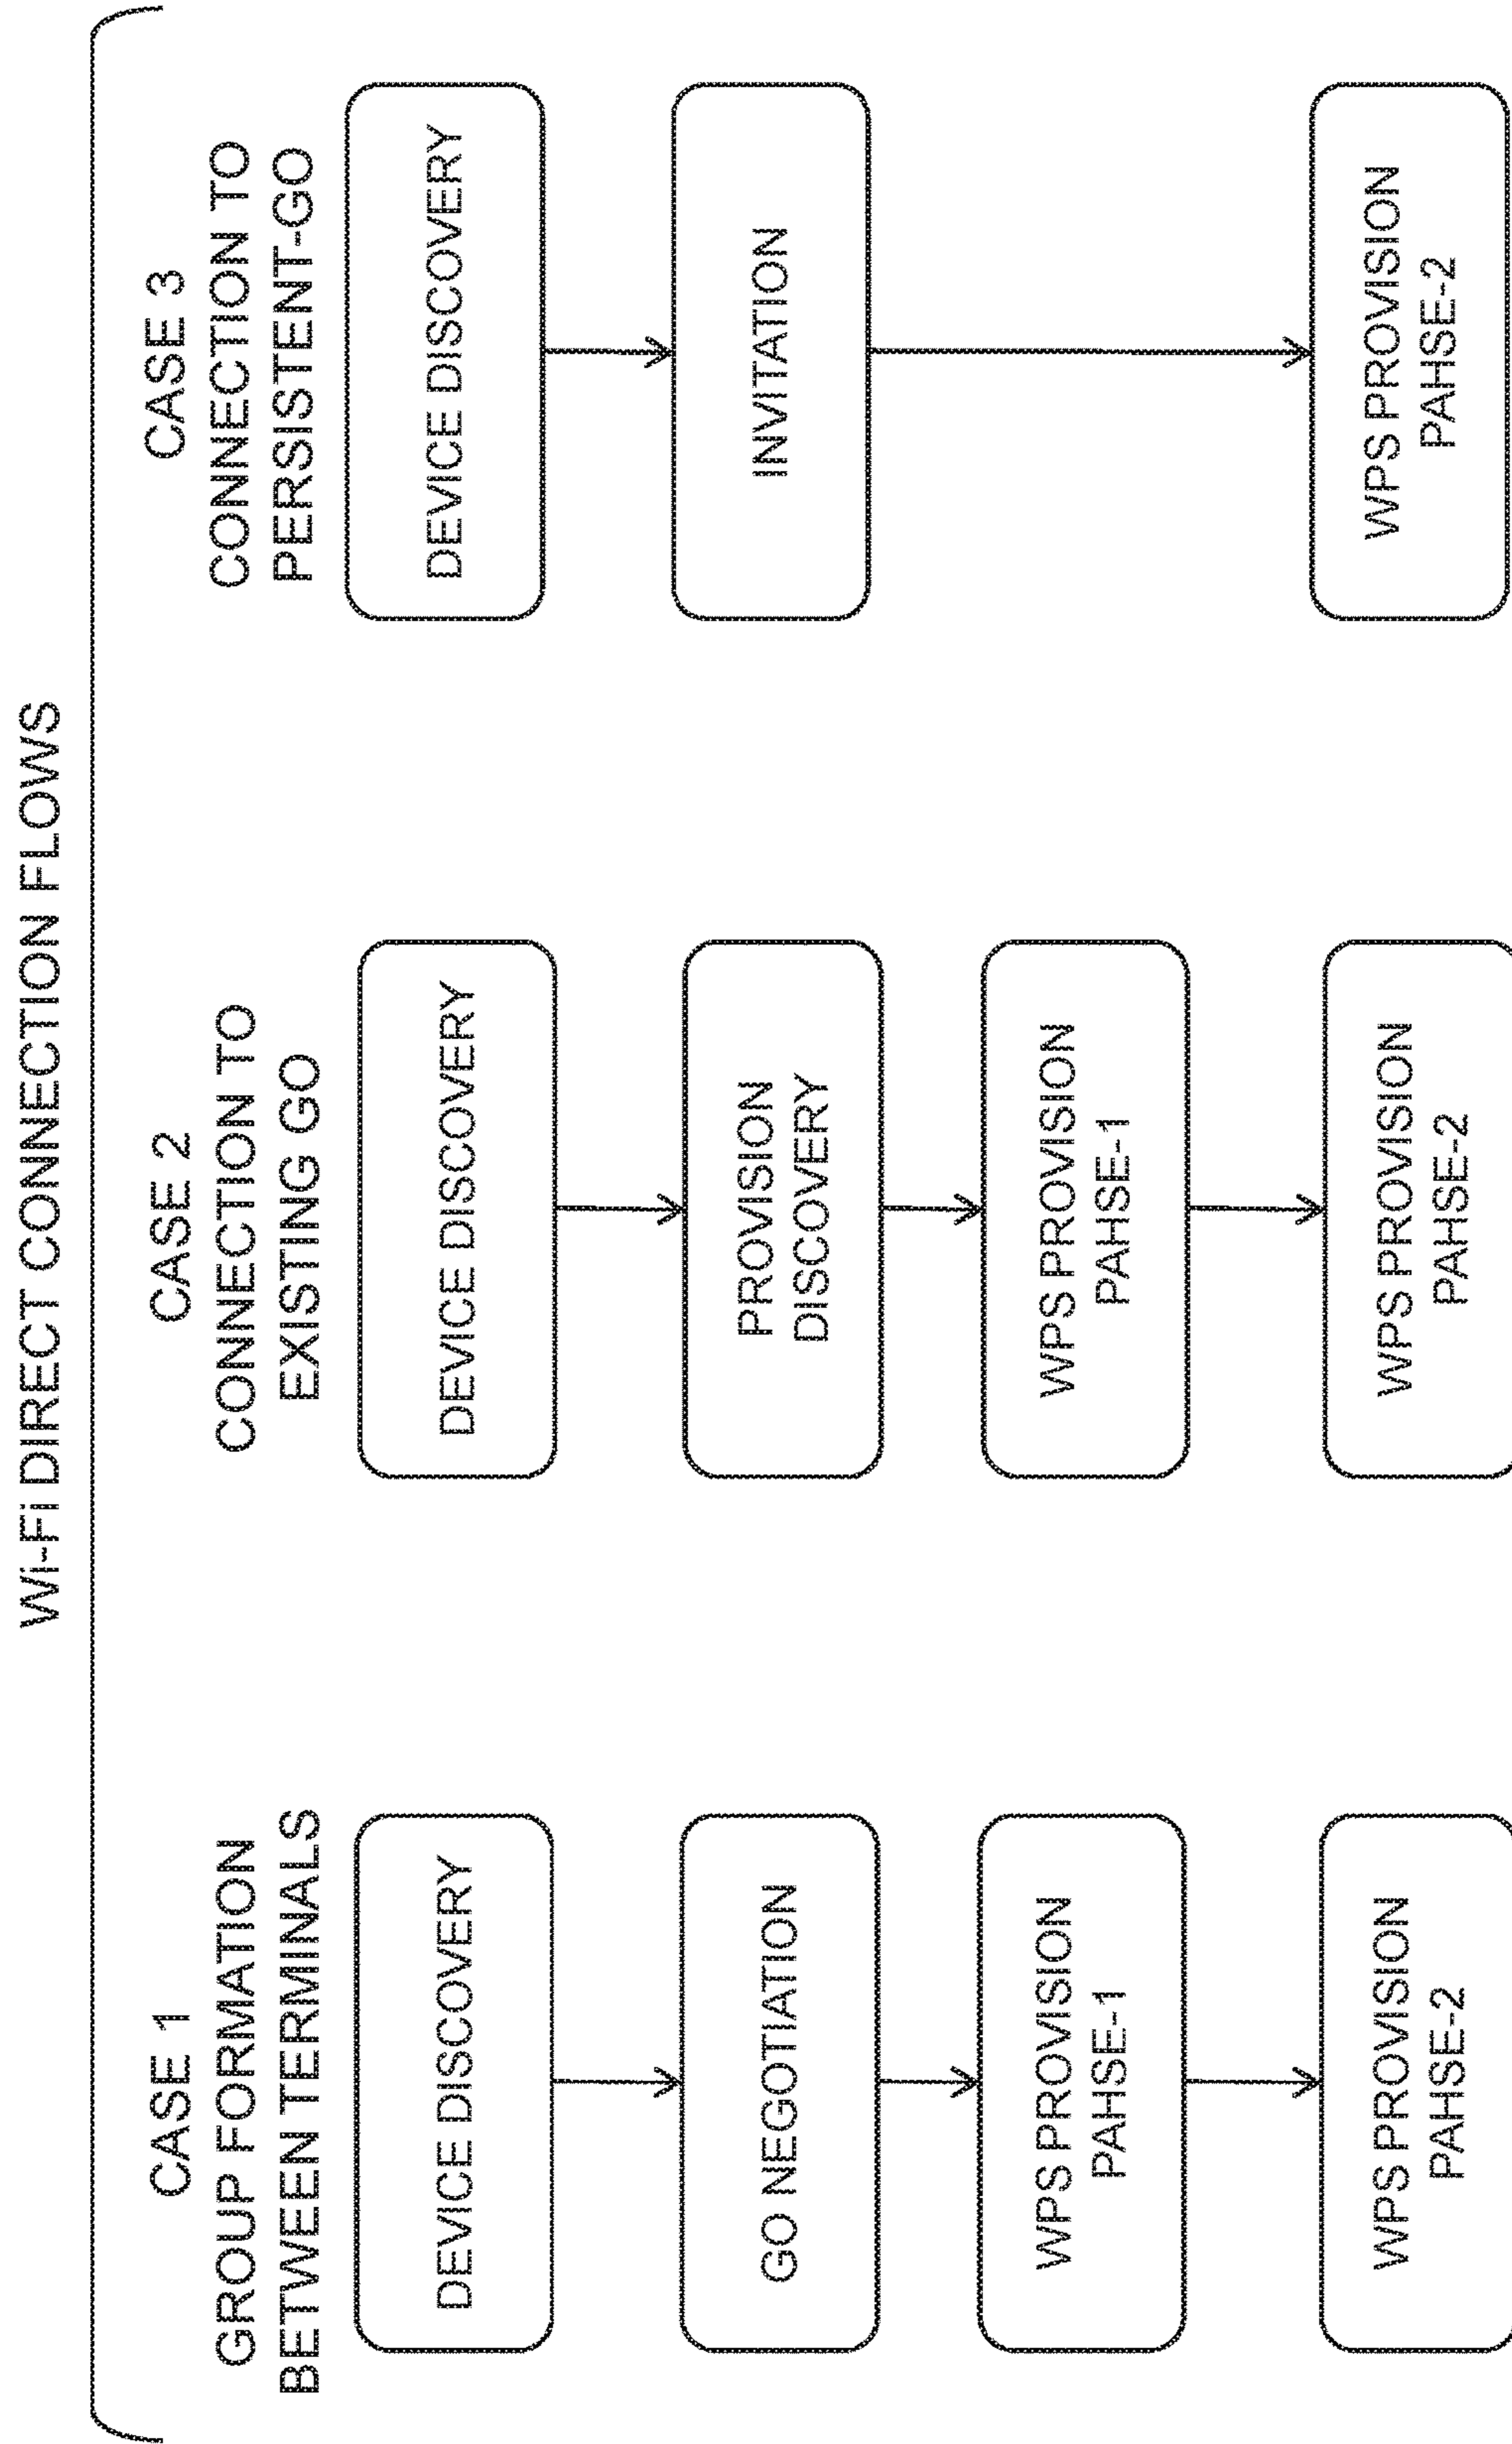 Wi-Fi DIRECT CONNECTION FLOWS
CASE 1
GROUP FORMATION
BETWEEN TERMINALS
DEVICE DISCOVERY
GO NEGOTIATION
WPS PROVISION
PAHSE-1
WPS PROVISION
PAHSE-2
CASE 2
CONNECTION TO
EXISTING GO
DEVICE DISCOVERY
PROVISION
DISCOVERY
WPS PROVISION
PAHSE-1
WPS PROVISION
PAHSE-2
CASE 3
CONNECTION TO
PERSISTENT-GO
DEVICE DISCOVERY
INVITATION
WPS PROVISION
PAHSE-2